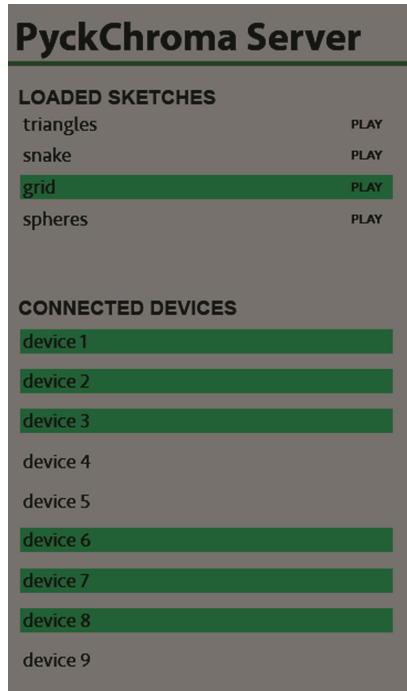 PyckChroma Server
LOADED SKETCHES
triangles PLAY
snake PLAY
grid PLAY
spheres PLAY
CONNECTED DEVICES
device 1
device 2
device 3
device 4
device 5
device 6
device 7
device 8
device 9